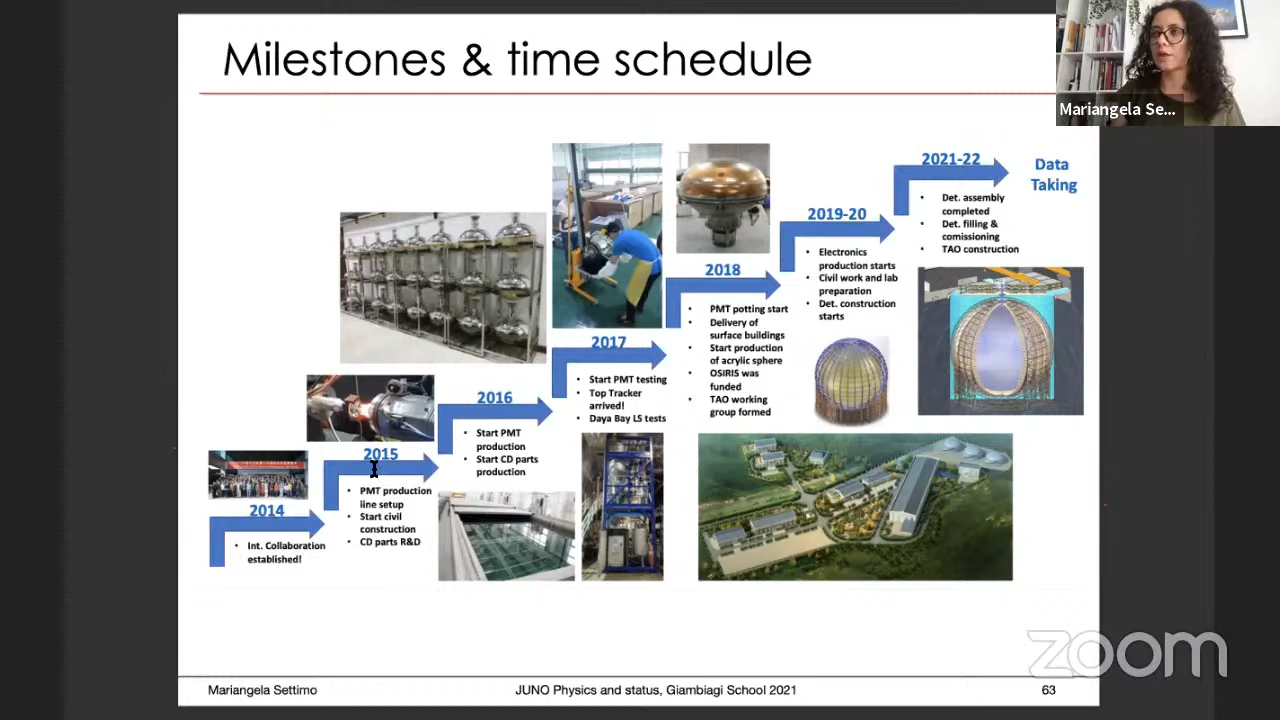 Milestones & time schedule
Mariangela Se...
2014
• Int. Collaboration
established!
2015
• PMT production
line setup
• Start civil
construction
• CD parts R&D
2016
• Start PMT
production
• Start CD parts
production
2017
• Start PMT testing
• Top Tracker
arrived!
• Daya Bay LS tests
2018
• PMT potting start
• Delivery of
surface buildings
• Start production
of acrylic sphere
• OSIRIS was
funded
• TAO working
group formed
2019-20
• Electronics
production starts
• Civil work and lab
preparation
• Det. construction
starts
2021-22
• Det. assembly
completed
• Det. filling &
comissioning
• TAO construction
Data
Taking
zoom
Mariangela Settimo
JUNO Physics and status, Giambiagi School 2021
63